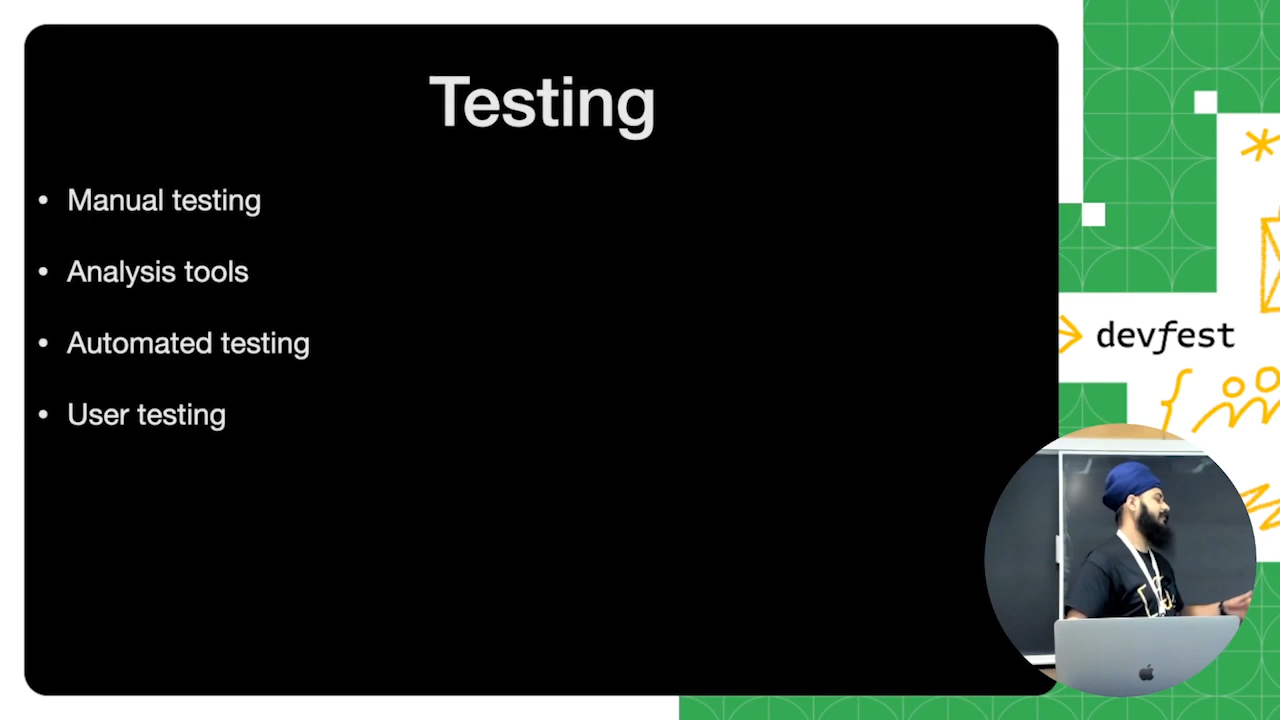 Testing
• Manual testing
• Analysis tools
• Automated testing
• User testing
devfest